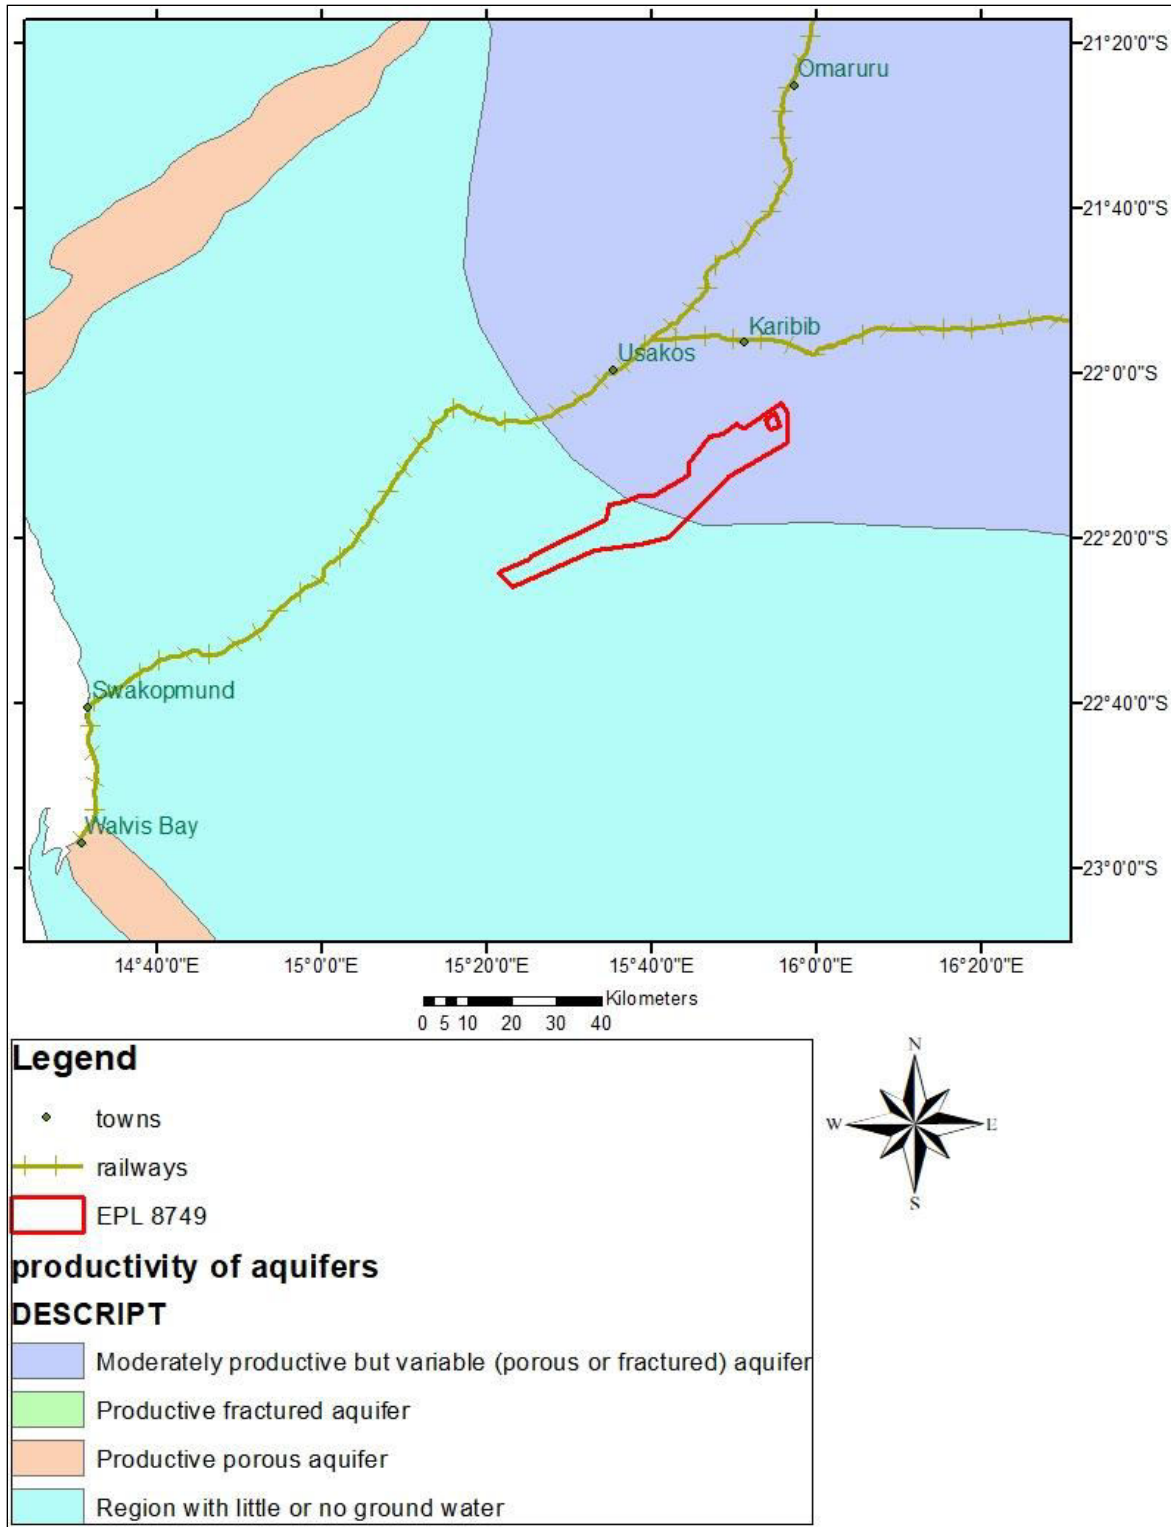 Omaruru
21°20'0"S
21°40'0"S
Karibib
Usakos
22°0'0"S
22°20'0"S
Swakopmund
22°40'0"S
Walvis Bay
23°0'0"S
14°40'0"E 15°0'0"E 15°20'0"E 15°40'0"E 16°0'0"E 16°20'0"E
Kilometers
0 5 10 20 30 40
Legend
towns
railways
EPL 8749
productivity of aquifers
DESCRIPT
Moderately productive but variable (porous or fractured) aquifer
Productive fractured aquifer
Productive porous aquifer
Region with little or no ground water
N
W E
S